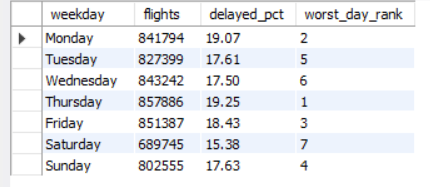 weekday flights delayed_pct worst_day_rank
Monday 841794 19.07 2
Tuesday 827399 17.61 5
Wednesday 843242 17.50 6
Thursday 857886 19.25 1
Friday 851387 18.43 3
Saturday 689745 15.38 7
Sunday 802555 17.63 4